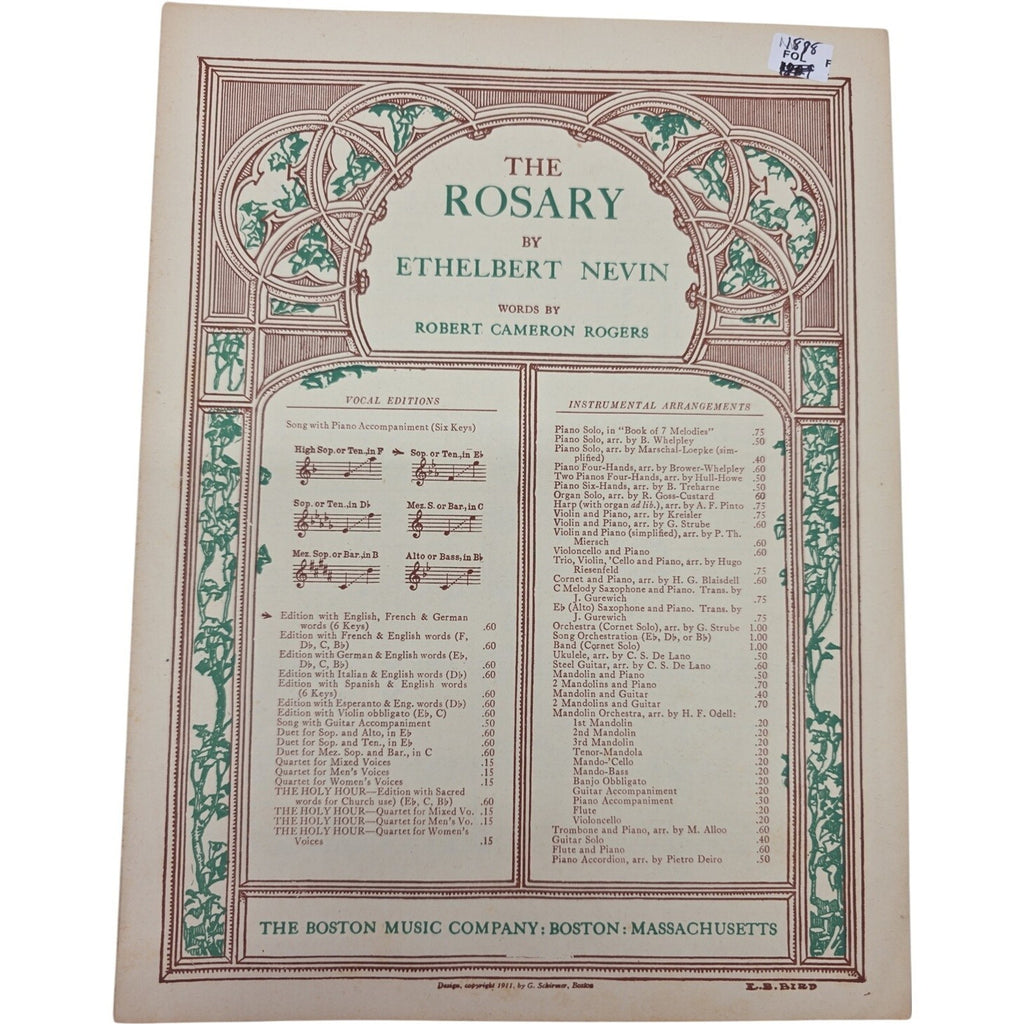 N898
FOL
F
THE
ROSARY
BY
ETHELBERT NEVIN
WORDS BY
ROBERT CAMERON ROGERS
VOCAL EDITIONS
Song with Piano Accompaniment (Six Keys)
High Sop. or Ten., in F
Sop. or Ten., in E♭
Sop. or Ten., in D♭
Mez. S. or Bar., in C
Mez. Sop. or Bar., in B
Alto or Bass, in B♭
Edition with English, French & German
words (6 Keys) .60
Edition with French & English words (F,
D♭, C, B♭) .60
Edition with German & English words (E♭,
D♭, C, B♭) .60
Edition with Italian & English words (D♭) .60
Edition with Spanish & English words
(6 Keys) .60
Edition with Esperanto & Eng. words (D♭) .60
Edition with Violin obbligato (E♭, C) .60
Song with Guitar Accompaniment .50
Duet for Sop. and Alto, in E♭ .60
Duet for Sop. and Ten., in E♭ .60
Duet for Mez. Sop. and Bar., in C .60
Quartet for Mixed Voices .15
Quartet for Men's Voices .15
Quartet for Women's Voices .15
THE HOLY HOUR—Edition with Sacred
words for Church use) (E♭, C, B♭) .60
THE HOLY HOUR—Quartet for Mixed Vo. .15
THE HOLY HOUR—Quartet for Men's Vo. .15
THE HOLY HOUR—Quartet for Women's
Voices .15
INSTRUMENTAL ARRANGEMENTS
Piano Solo, in "Book of 7 Melodies" .75
Piano Solo, arr. by B. Whelpley .50
Piano Solo, arr. by Marschal-Loepke (sim-
plified) .40
Piano Four-Hands, arr. by Brower-Whelpley .60
Two Pianos Four-Hands, arr. by Hull-Howe .50
Piano Six-Hands, arr. by B. Treharne .50
Organ Solo, arr. by R. Goss-Custard 60
Harp (with organ ad lib.), arr. by A. F. Pinto .75
Violin and Piano, arr. by Kreisler .75
Violin and Piano, arr. by G. Strube .60
Violin and Piano (simplified), arr. by P. Th.
Miersch .60
Violoncello and Piano .60
Trio, Violin, 'Cello and Piano, arr. by Hugo
Riesenfeld .75
Cornet and Piano, arr. by H. G. Blaisdell .60
C Melody Saxophone and Piano. Trans. by
J. Gurewich .75
E♭ (Alto) Saxophone and Piano. Trans. by
J. Gurewich .75
Orchestra (Cornet Solo), arr. by G. Strube 1.00
Song Orchestration (E♭, D♭, or B♭) 1.00
Band (Cornet Solo) 1.00
Ukulele, arr. by C. S. De Lano .50
Steel Guitar, arr. by C. S. De Lano .60
Mandolin and Piano .50
2 Mandolins and Piano .70
Mandolin and Guitar .40
2 Mandolins and Guitar .70
Mandolin Orchestra, arr. by H. F. Odell:
1st Mandolin .20
2nd Mandolin .20
3rd Mandolin .20
Tenor-Mandola .20
Mando-'Cello .20
Mando-Bass .20
Banjo Obbligato .20
Guitar Accompaniment .20
Piano Accompaniment .30
Flute .20
Violoncello .20
Trombone and Piano, arr. by M. Alloo .60
Guitar Solo .40
Flute and Piano .60
Piano Accordion, arr. by Pietro Deiro .50
THE BOSTON MUSIC COMPANY: BOSTON: MASSACHUSETTS
Design, copyright 1911, by G. Schirmer, Boston
E.B.BIRD